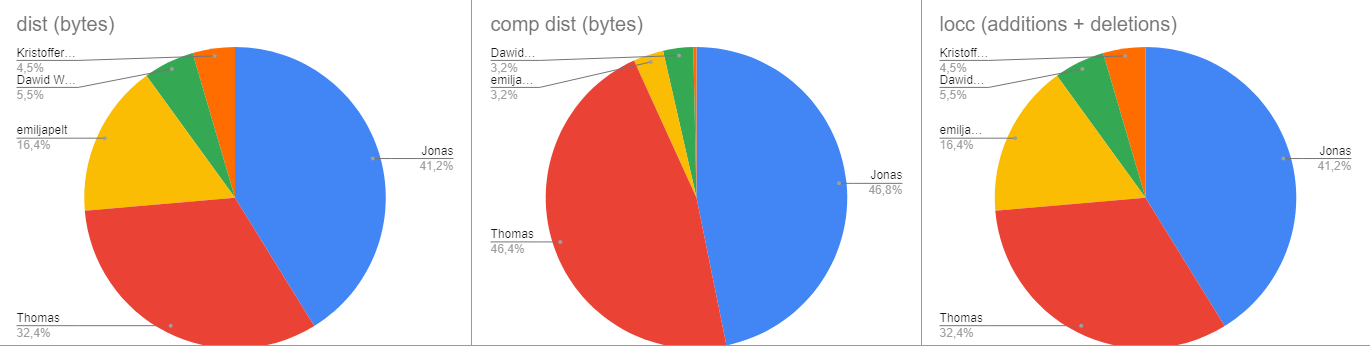 dist (bytes)
Kristoffer…
4,5%
Dawid W…
5,5%
emiljapelt
16,4%
Jonas
41,2%
Thomas
32,4%
comp dist (bytes)
Dawid…
3,2%
emilja…
3,2%
Jonas
46,8%
Thomas
46,4%
locc (additions + deletions)
Kristoff…
4,5%
Dawid…
5,5%
emilja…
16,4%
Jonas
41,2%
Thomas
32,4%